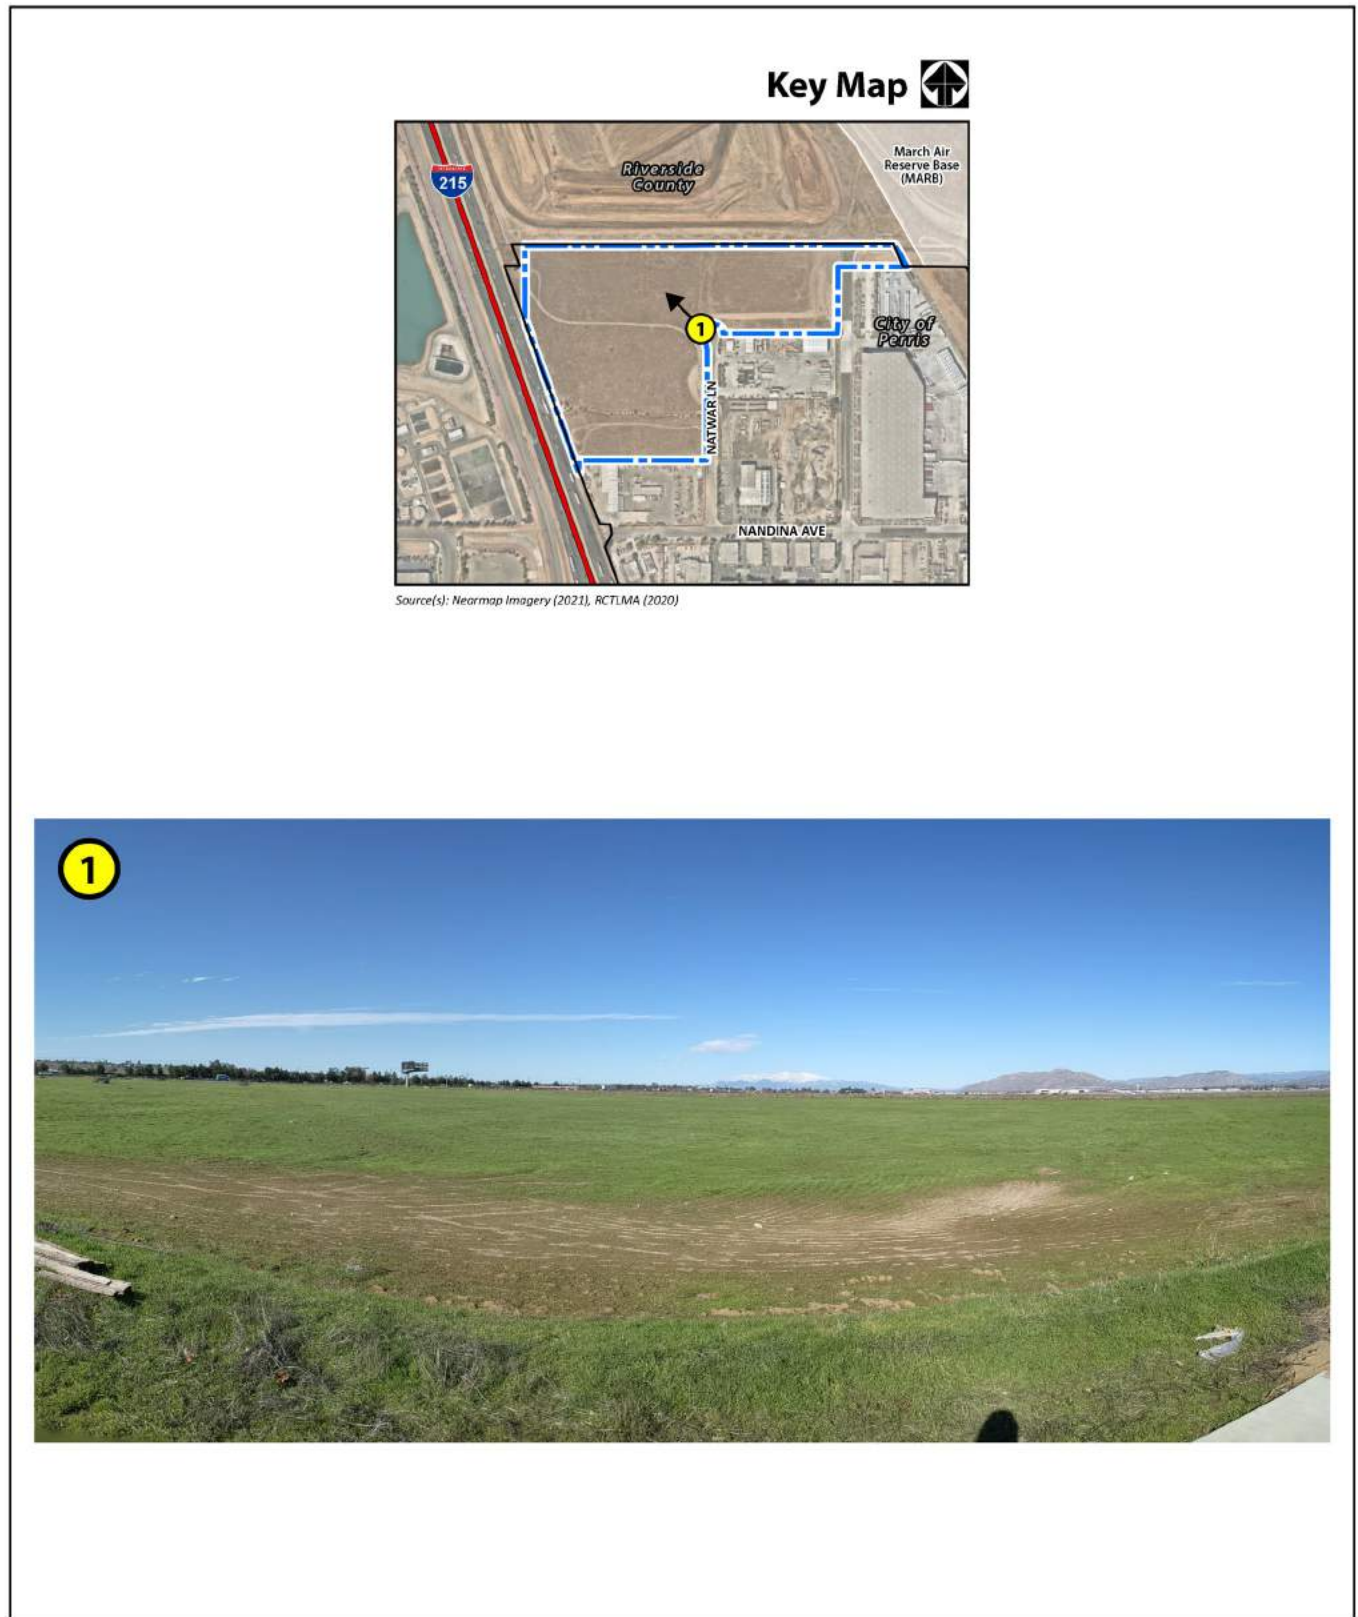 Key Map
INTERSTATE
215
Riverside
County
March Air
Reserve Base
(MARB)
1
City of
Perris
NATWAR LN
NANDINA AVE
Source(s): Nearmap Imagery (2021), RCTLMA (2020)
1